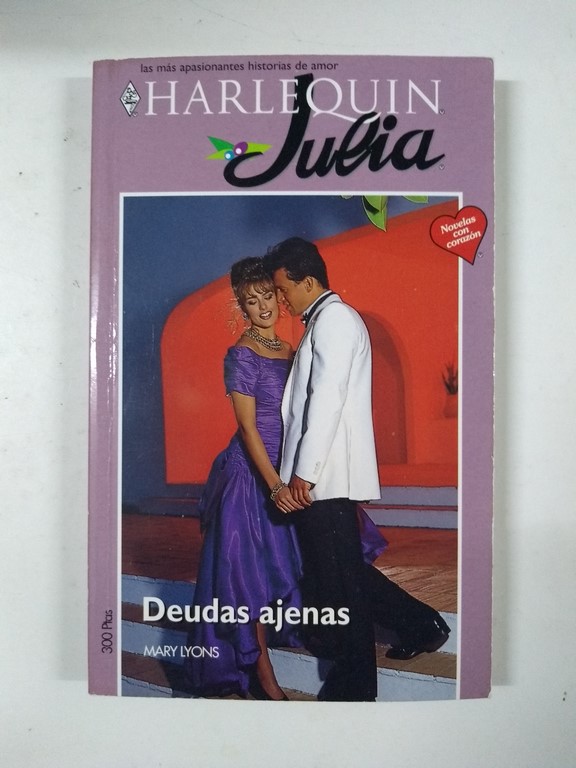 las más apasionantes historias de amor
HARLEQUIN
Julia
Novelas
con
corazón
Deudas ajenas
MARY LYONS
300 Ptas